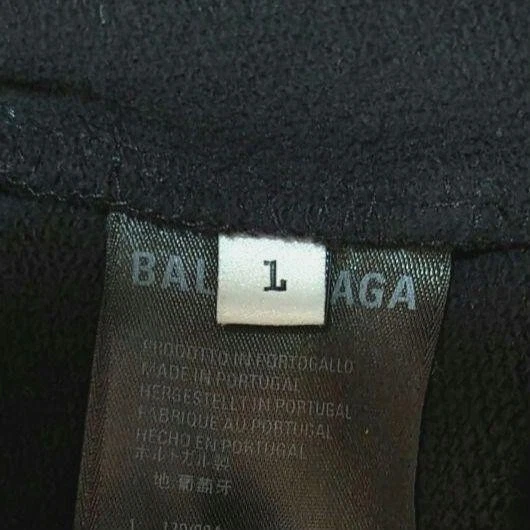 BAL 1 AGA
PRODOTTO IN PORTOGALLO
MADE IN PORTUGAL
HERGESTELLT IN PORTUGAL
FABRIQUE AU PORTUGAL
HECHO EN PORTUGAL
ポルトガル製
地 葡萄牙